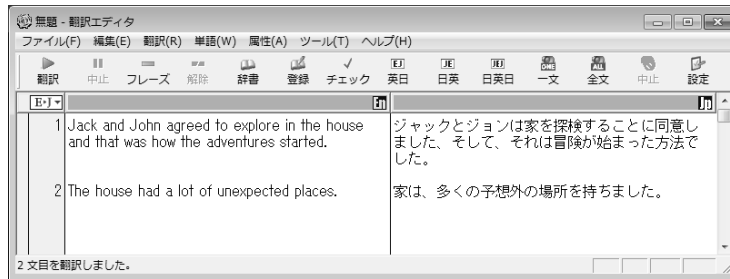 無題 - 翻訳エディタ
ファイル(F) 編集(E) 翻訳(R) 単語(W) 属性(A) ツール(T) ヘルプ(H)
翻訳 中止 フレーズ 解除 辞書 登録 チェック 英日 日英 日英日 一文 全文 中止 設定
E・J
1 Jack and John agreed to explore in the house ジャックとジョンは家を探検することに同意し
and that was how the adventures started. ました、そして、それは冒険が始まった方法で
した。
2 The house had a lot of unexpected places. 家は、多くの予想外の場所を持ちました。
2 文目を翻訳しました。